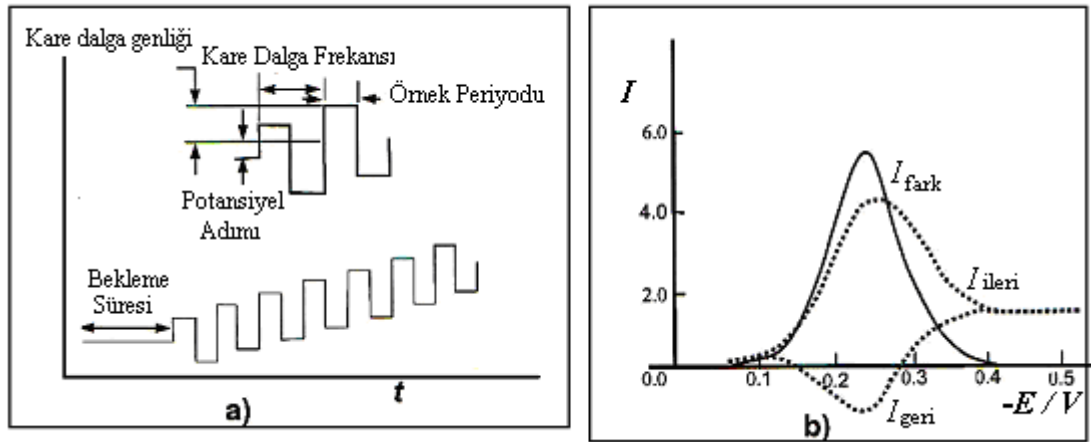 Kare dalga genliği
Kare Dalga Frekansı
Örnek Periyodu
Potansiyel
Adımı
Bekleme
Süresi
t
a)
I
6.0
4.0
2.0
I fark
I ileri
I geri
0.0
0.1
0.2
0.3
0.4
0.5
-E / V
b)